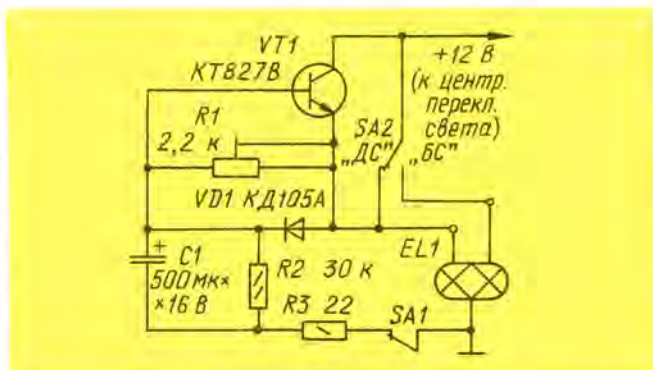 VT1
КТ827В
+12 В
(к центр.
перекл.
света)
R1
2,2 к
SA2
„ДС"
„БС"
VD1 КД105А
EL1
+
C1
500 мк×
×16 В
R2 30 к
R3 22
SA1